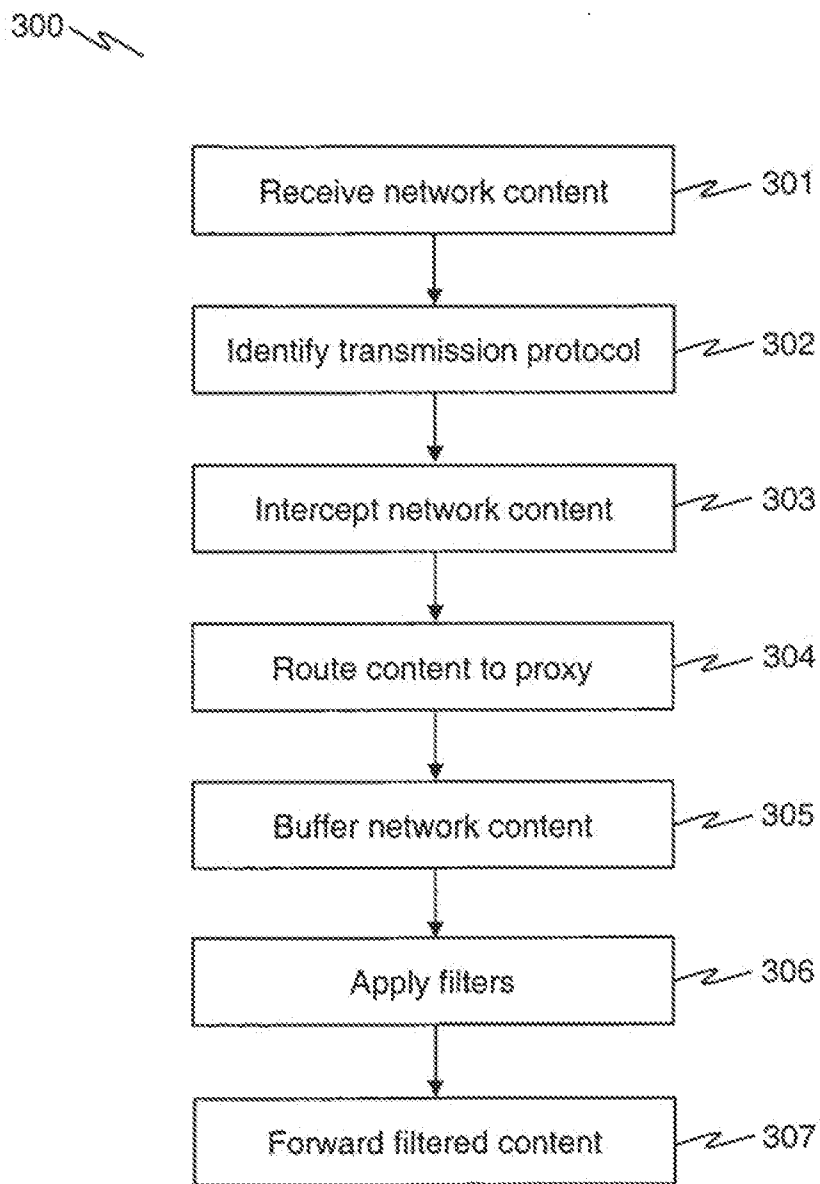 300
Receive network content 301
Identify transmission protocol 302
Intercept network content 303
Route content to proxy 304
Buffer network content 305
Apply filters 306
Forward filtered content 307